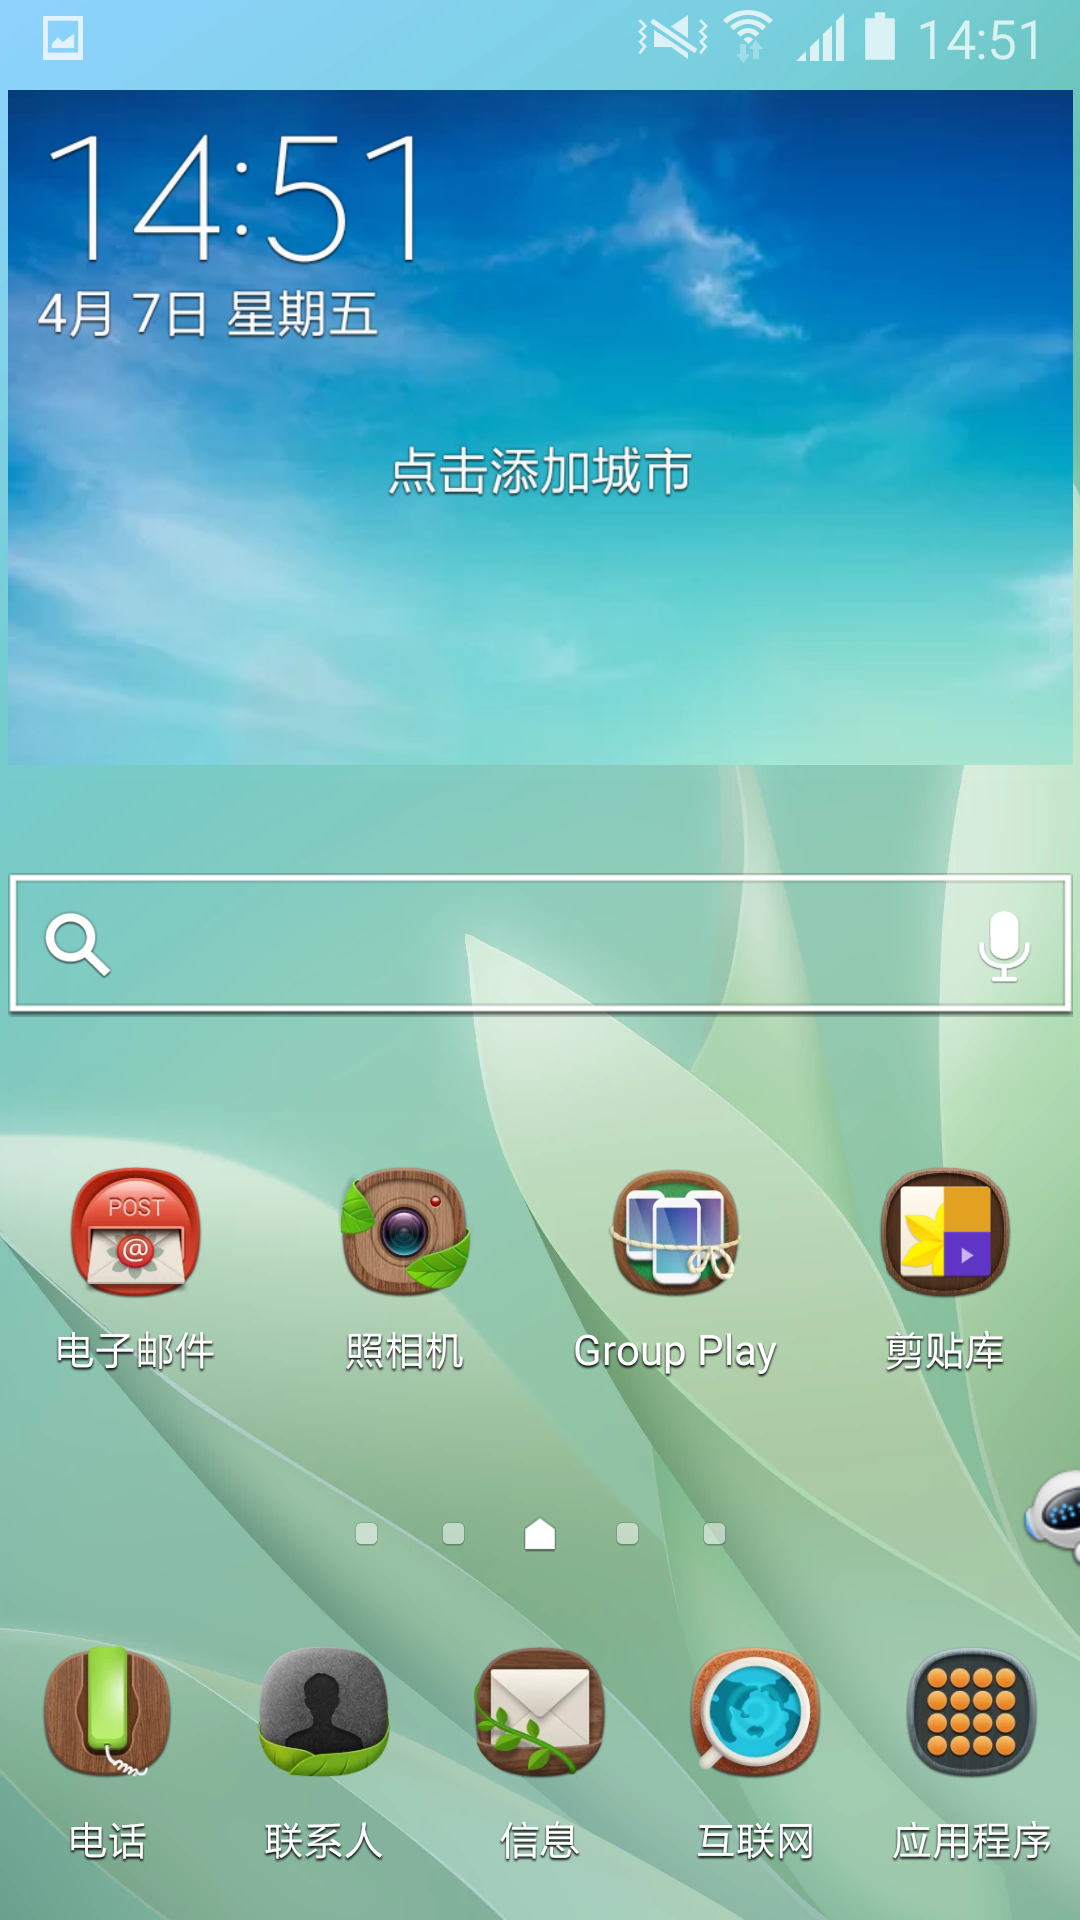 14:51
14:51
4月 7日 星期五
点击添加城市
POST
@
电子邮件
照相机
Group Play
剪贴库
电话
联系人
信息
互联网
应用程序